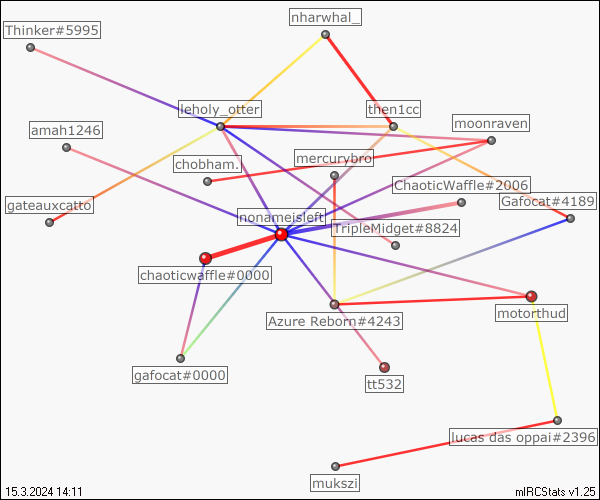 nharwhal_
Thinker#5995
leholy_otter
then1cc
moonraven
amah1246
mercurybro
chobham.
ChaoticWaffle#2006
Gafocat#4189
gateauxcatto
nonameisleft
TripleMidget#8824
chaoticwaffle#0000
Azure Reborn#4243
motorthud
gafocat#0000
tt532
lucas das oppai#2396
mukszi
15.3.2024 14:11
mIRCStats v1.25